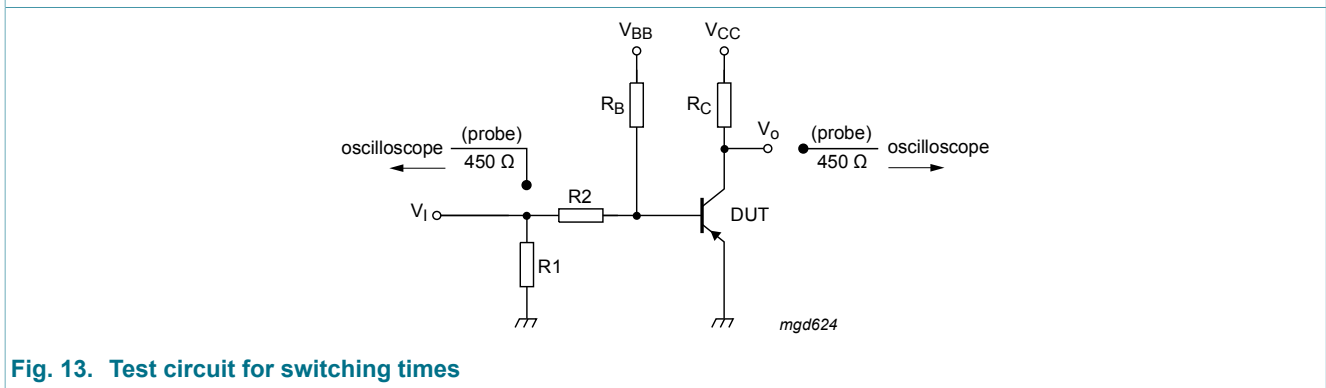 VBB
VCC
RB
RC
Vo
(probe)
450 Ω
oscilloscope
(probe)
450 Ω
oscilloscope
R2
VI
DUT
R1
mgd624
Fig. 13. Test circuit for switching times